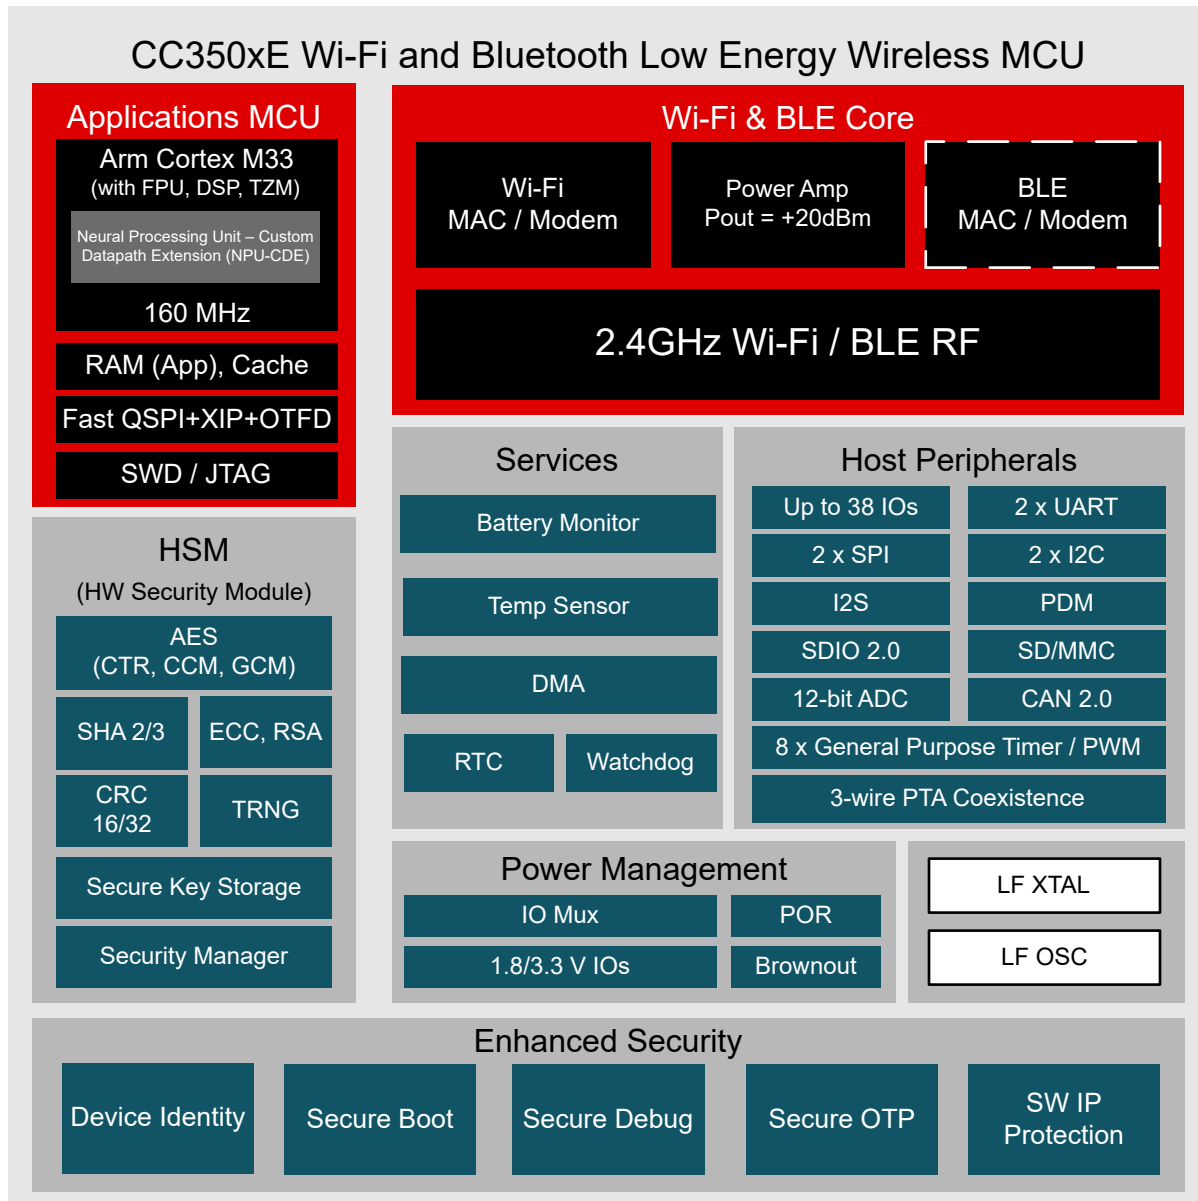 CC350xE Wi-Fi and Bluetooth Low Energy Wireless MCU
Applications MCU
Arm Cortex M33
(with FPU, DSP, TZM)
Neural Processing Unit – Custom
Datapath Extension (NPU-CDE)
160 MHz
RAM (App), Cache
Fast QSPI+XIP+OTFD
SWD / JTAG
Wi-Fi & BLE Core
Wi-Fi
MAC / Modem
Power Amp
Pout = +20dBm
BLE
MAC / Modem
2.4GHz Wi-Fi / BLE RF
HSM
(HW Security Module)
AES
(CTR, CCM, GCM)
SHA 2/3
ECC, RSA
CRC
16/32
TRNG
Secure Key Storage
Security Manager
Services
Battery Monitor
Temp Sensor
DMA
RTC
Watchdog
Host Peripherals
Up to 38 IOs
2 x UART
2 x SPI
2 x I2C
I2S
PDM
SDIO 2.0
SD/MMC
12-bit ADC
CAN 2.0
8 x General Purpose Timer / PWM
3-wire PTA Coexistence
Power Management
IO Mux
POR
1.8/3.3 V IOs
Brownout
LF XTAL
LF OSC
Enhanced Security
Device Identity
Secure Boot
Secure Debug
Secure OTP
SW IP
Protection